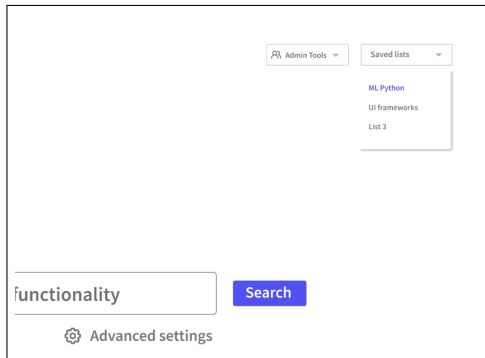 Admin Tools
Saved lists
ML Python
UI frameworks
List 3
functionality
Search
Advanced settings